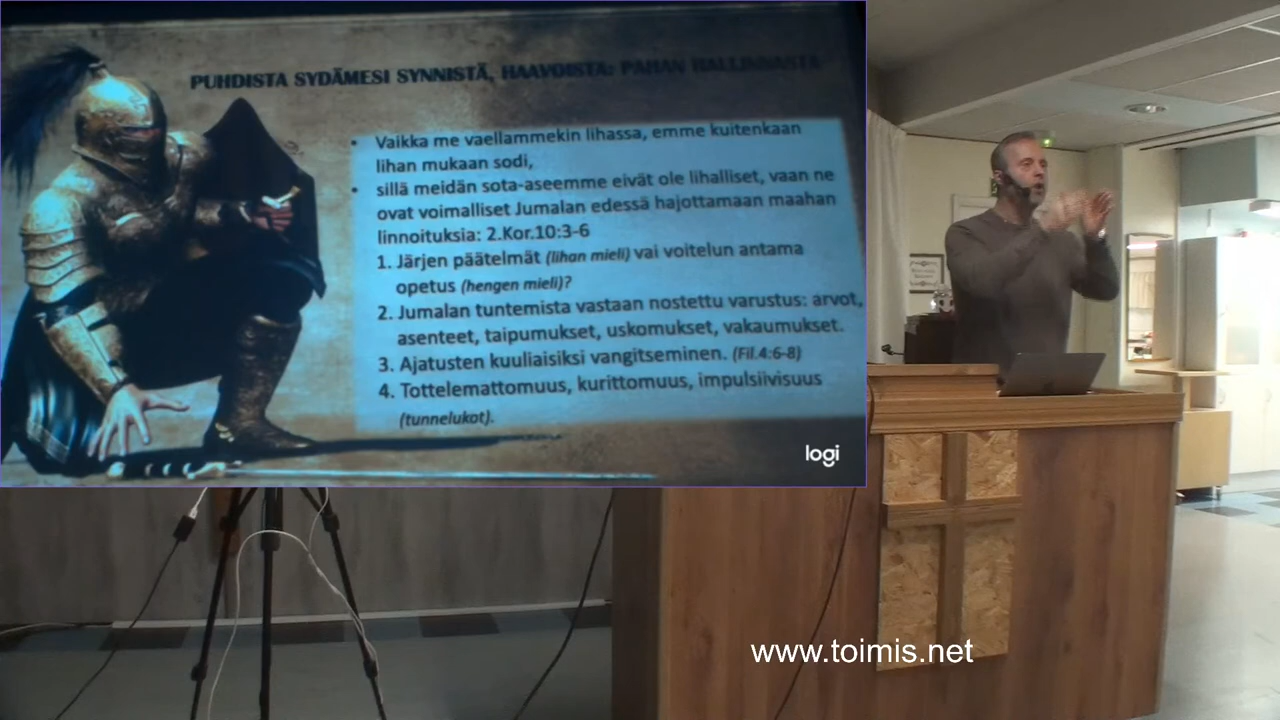 PUHDISTA SYDÄMESI SYNNISTÄ, HAAVOISTA: PAHAN HALLINNASTA
• Vaikka me vaellammekin lihassa, emme kuitenkaan
lihan mukaan sodi,
• sillä meidän sota-aseemme eivät ole lihalliset, vaan ne
ovat voimalliset Jumalan edessä hajottamaan maahan
linnoituksia: 2.Kor.10:3-6
1. Järjen päätelmät (lihan mieli) vai voitelun antama
opetus (hengen mieli)?
2. Jumalan tuntemista vastaan nostettu varustus: arvot,
asenteet, taipumukset, uskomukset, vakaumukset.
3. Ajatusten kuuliaisiksi vangitseminen. (Fil.4:6-8)
4. Tottelemattomuus, kurittomuus, impulsiivisuus
(tunnelukot).
logi
www.toimis.net